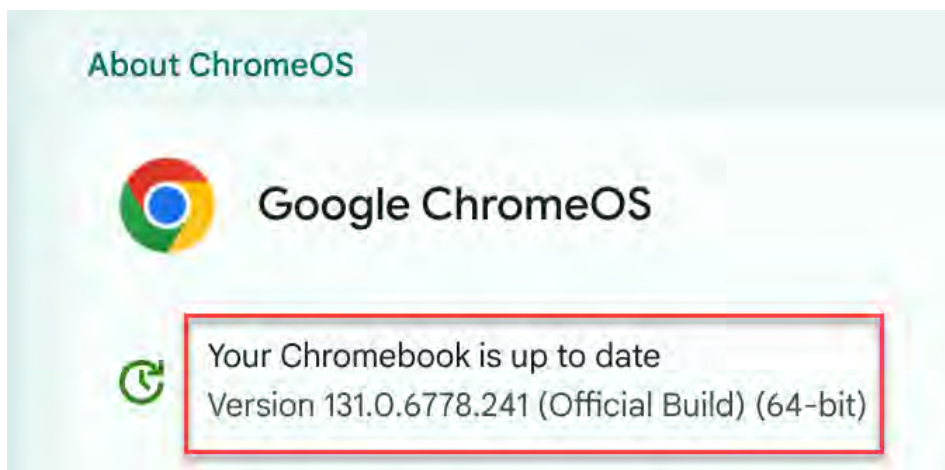 About ChromeOS
Google ChromeOS
Your Chromebook is up to date
Version 131.0.6778.241 (Official Build) (64-bit)